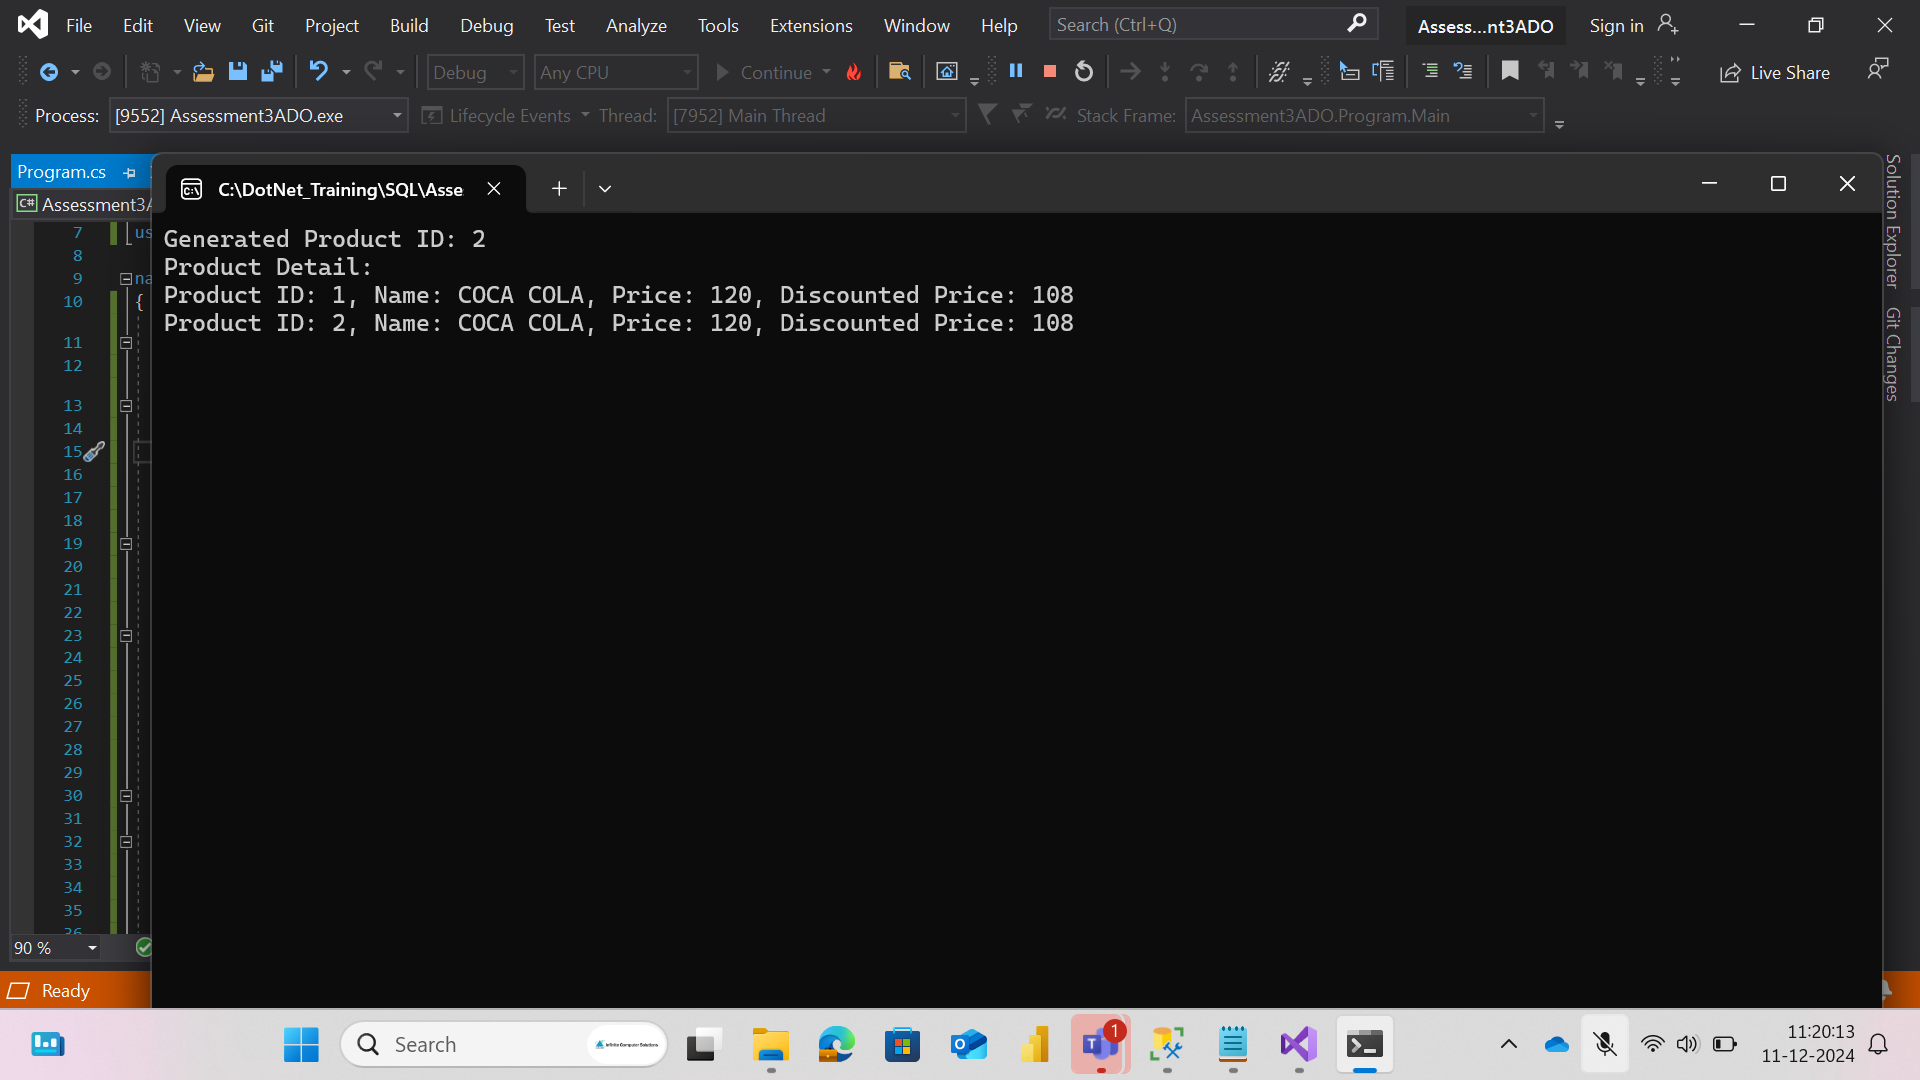 File Edit View Git Project Build Debug Test Analyze Tools Extensions Window Help Search (Ctrl+Q) Assess...nt3ADO Sign in
Debug Any CPU Continue Live Share
Process: [9552] Assessment3ADO.exe Lifecycle Events Thread: [7952] Main Thread Stack Frame: Assessment3ADO.Program.Main
Program.cs
C:\DotNet_Training\SQL\Asse
C# Assessment3A
Solution Explorer
Git Changes
Generated Product ID: 2
Product Detail:
Product ID: 1, Name: COCA COLA, Price: 120, Discounted Price: 108
Product ID: 2, Name: COCA COLA, Price: 120, Discounted Price: 108
7 us
8
9 na
10 {
11
12
13
14
15
16
17
18
19
20
21
22
23
24
25
26
27
28
29
30
31
32
33
34
35
36
90 %
Ready
Search Infinite Computer Solutions 1 11:20:13
11-12-2024